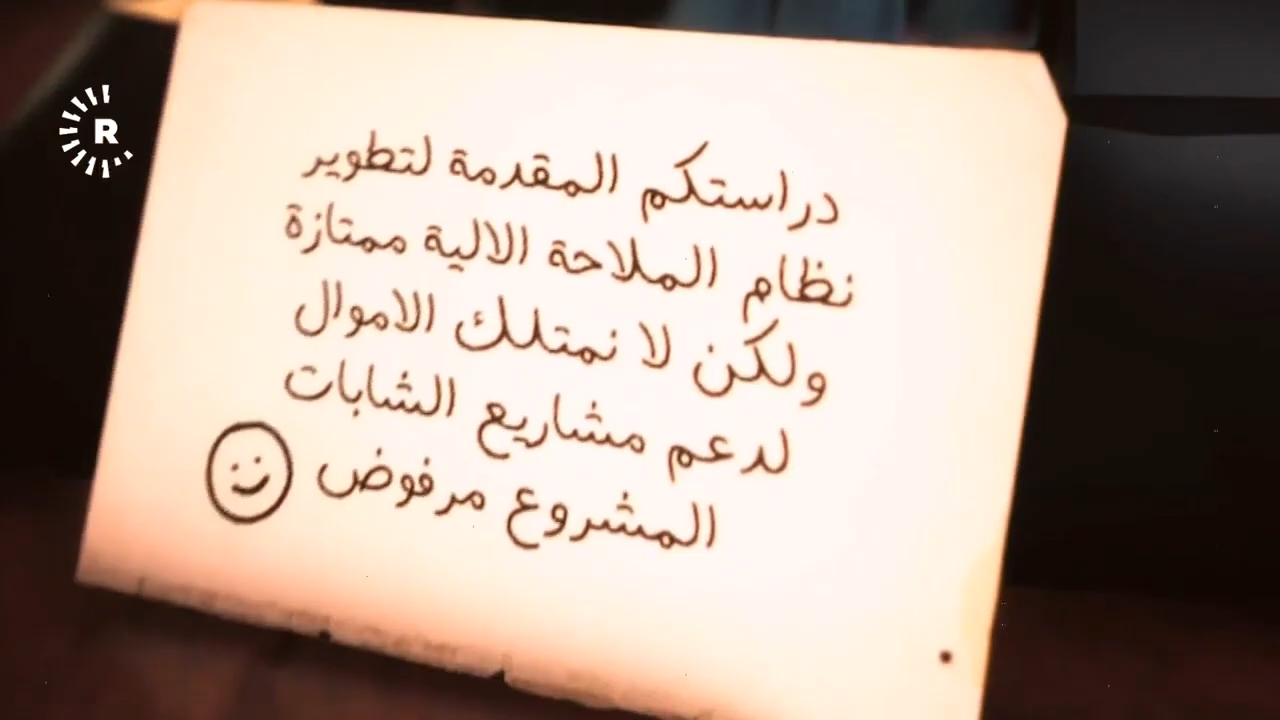 R
دراستكم المقدمة لتطوير
نظام الملاحة الالية ممتازة
ولكن لا نمتلك الاموال
لدعم مشاريع الشابات
المشروع مرفوض